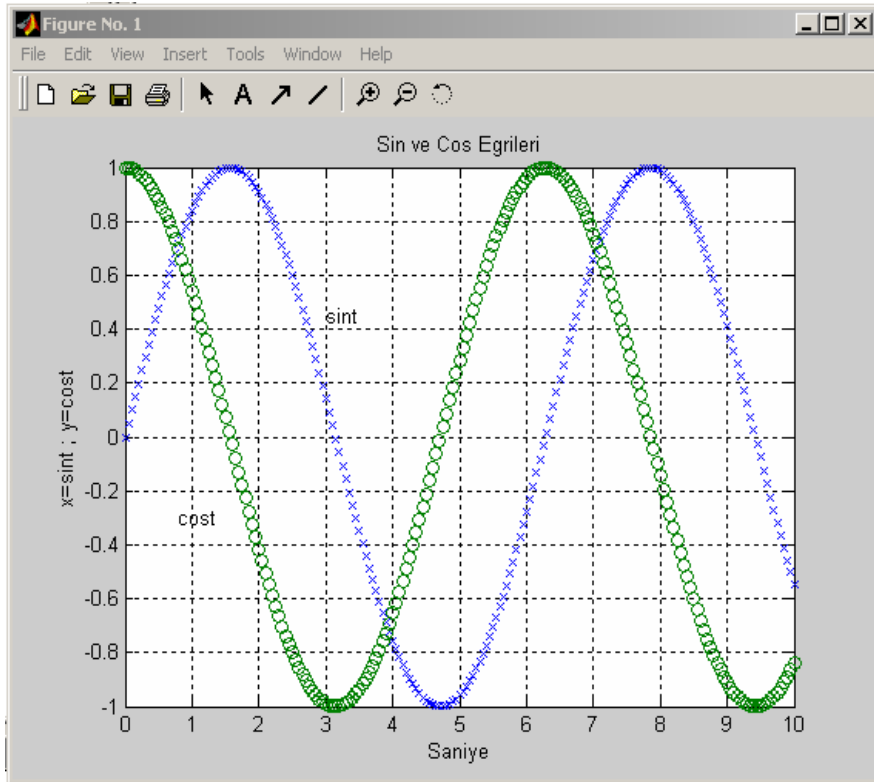 Figure No. 1
File Edit View Insert Tools Window Help
A
Sin ve Cos Egrileri
1
0.8
0.6
0.4
0.2
0
-0.2
-0.4
-0.6
-0.8
-1
x=sint ; y=cost
sint
cost
0 1 2 3 4 5 6 7 8 9 10
Saniye